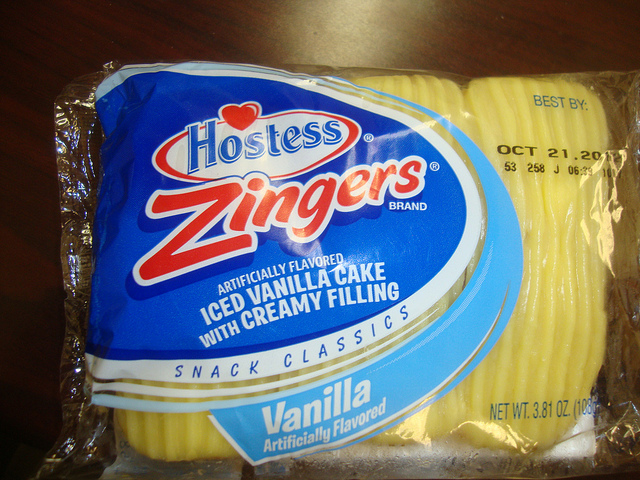 Hostess®
Zingers®
BRAND
ARTIFICIALLY FLAVORED
ICED VANILLA CAKE
WITH CREAMY FILLING
SNACK CLASSICS
Vanilla
Artificially Flavored
BEST BY:
OCT 21.20
53 258 J
NET WT. 3.81 OZ.